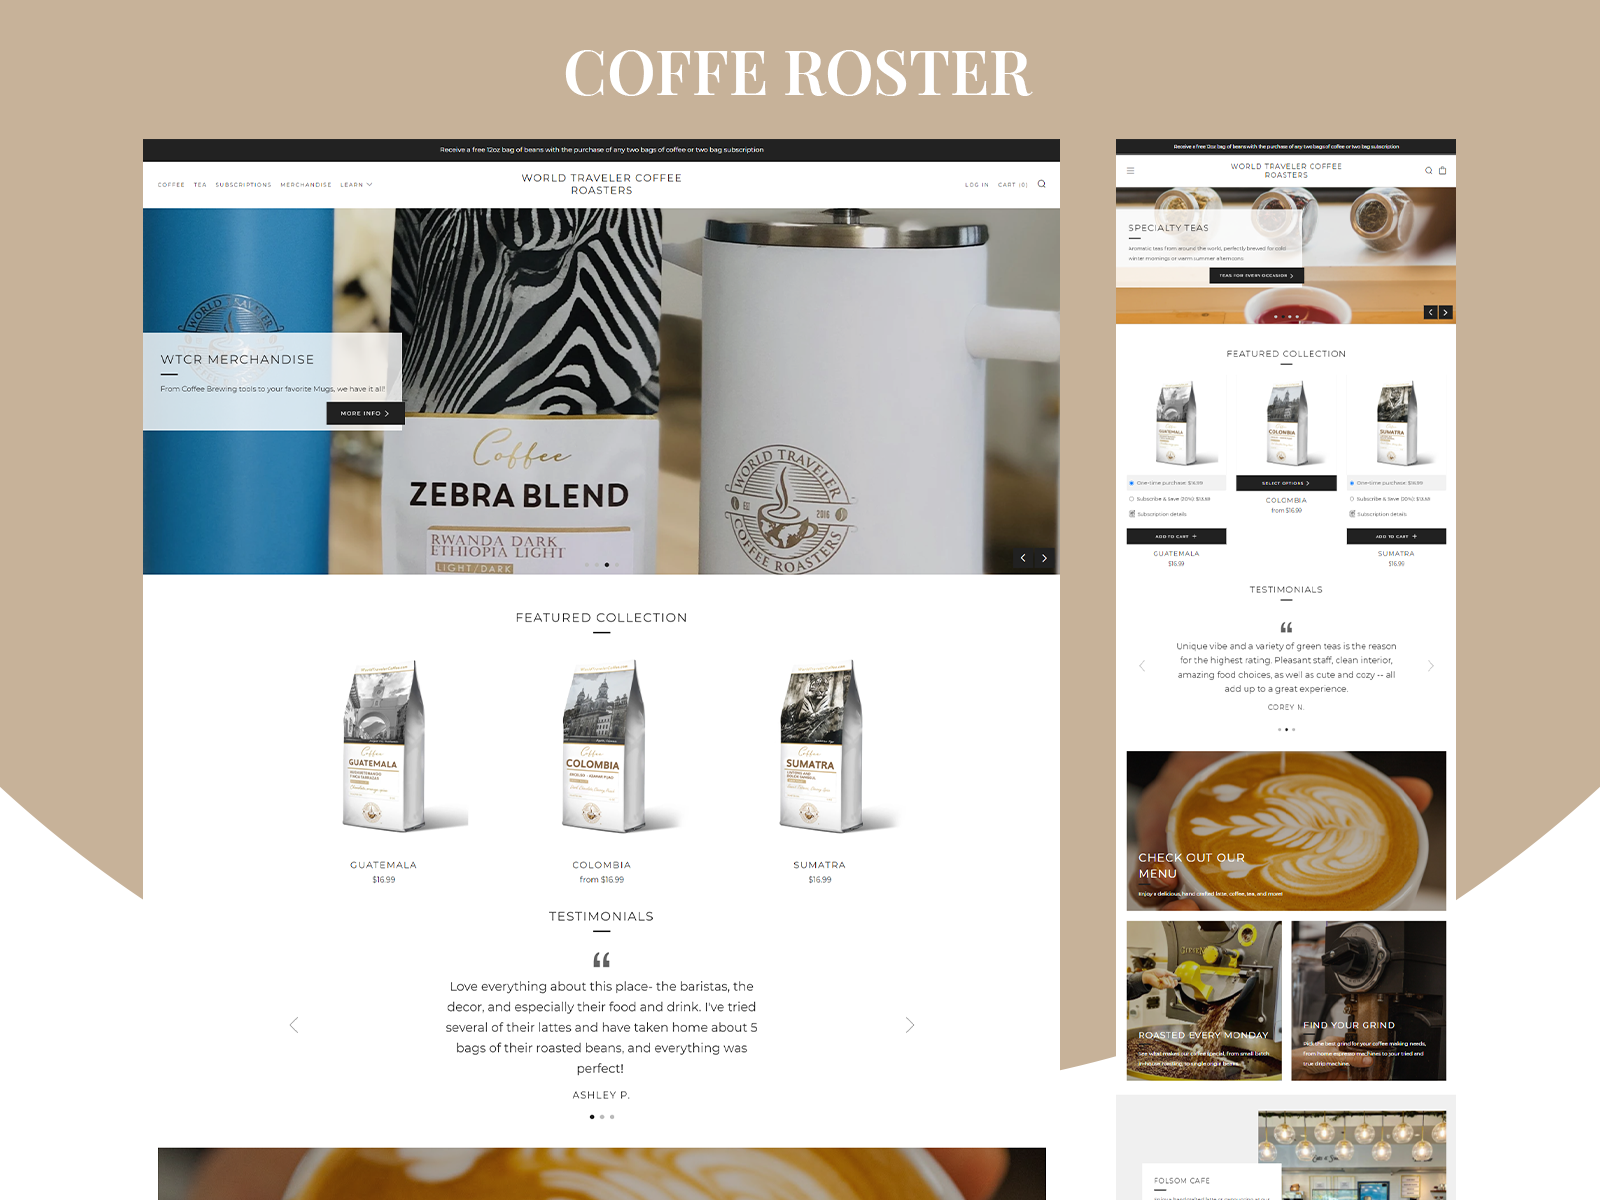 COFFE ROSTER
Receive a free 12oz bag of beans with the purchase of any two bags of coffee or two bag subscription
COFFEE TEA SUBSCRIPTIONS MERCHANDISE LEARN
WORLD TRAVELER COFFEE
ROASTERS
LOG IN CART (0)
WORLD TRAVELER
WTCR MERCHANDISE
From Coffee Brewing tools to your favorite Mugs, we have it all!
MORE INFO
Coffee
ZEBRA BLEND
RWANDA DARK
ETHIOPIA LIGHT
LIGHT/DARK
WORLD TRAVELER
EST 2016
COFFEE ROASTERS
FEATURED COLLECTION
Coffee
GUATEMALA
Coffee
COLOMBIA
Coffee
SUMATRA
GUATEMALA
$16.99
COLOMBIA
from $16.99
SUMATRA
$16.99
TESTIMONIALS
“
Love everything about this place- the baristas, the
decor, and especially their food and drink. I've tried
several of their lattes and have taken home about 5
bags of their roasted beans, and everything was
perfect!
ASHLEY P.
Receive a free 12oz bag of beans with the purchase of any two bags of coffee or two bag subscription
WORLD TRAVELER COFFEE
ROASTERS
SPECIALTY TEAS
Aromatic teas from around the world, perfectly brewed for cold
winter mornings or warm summer afternoons.
TEAS FOR EVERY OCCASION
FEATURED COLLECTION
GUATEMALA
COLOMBIA
SUMATRA
One-time purchase: $16.99
Subscribe & Save (20%): $13.59
Subscription details
ADD TO CART +
GUATEMALA
$16.99
SELECT OPTIONS
COLOMBIA
from $16.99
One-time purchase: $16.99
Subscribe & Save (20%): $13.59
Subscription details
ADD TO CART +
SUMATRA
$16.99
TESTIMONIALS
“
Unique vibe and a variety of green teas is the reason
for the highest rating. Pleasant staff, clean interior,
amazing food choices, as well as cute and cozy -- all
add up to a great experience.
COREY N.
CHECK OUT OUR
MENU
Enjoy a delicious, hand crafted latte, coffee, tea, and more!
ROASTED EVERY MONDAY
See what makes our coffee special, from small batch
in-house roasting, to single origin beans.
FIND YOUR GRIND
Pick the best grind for your coffee making needs,
from home espresso machines to your tried and
true drip machine.
FOLSOM CAFE